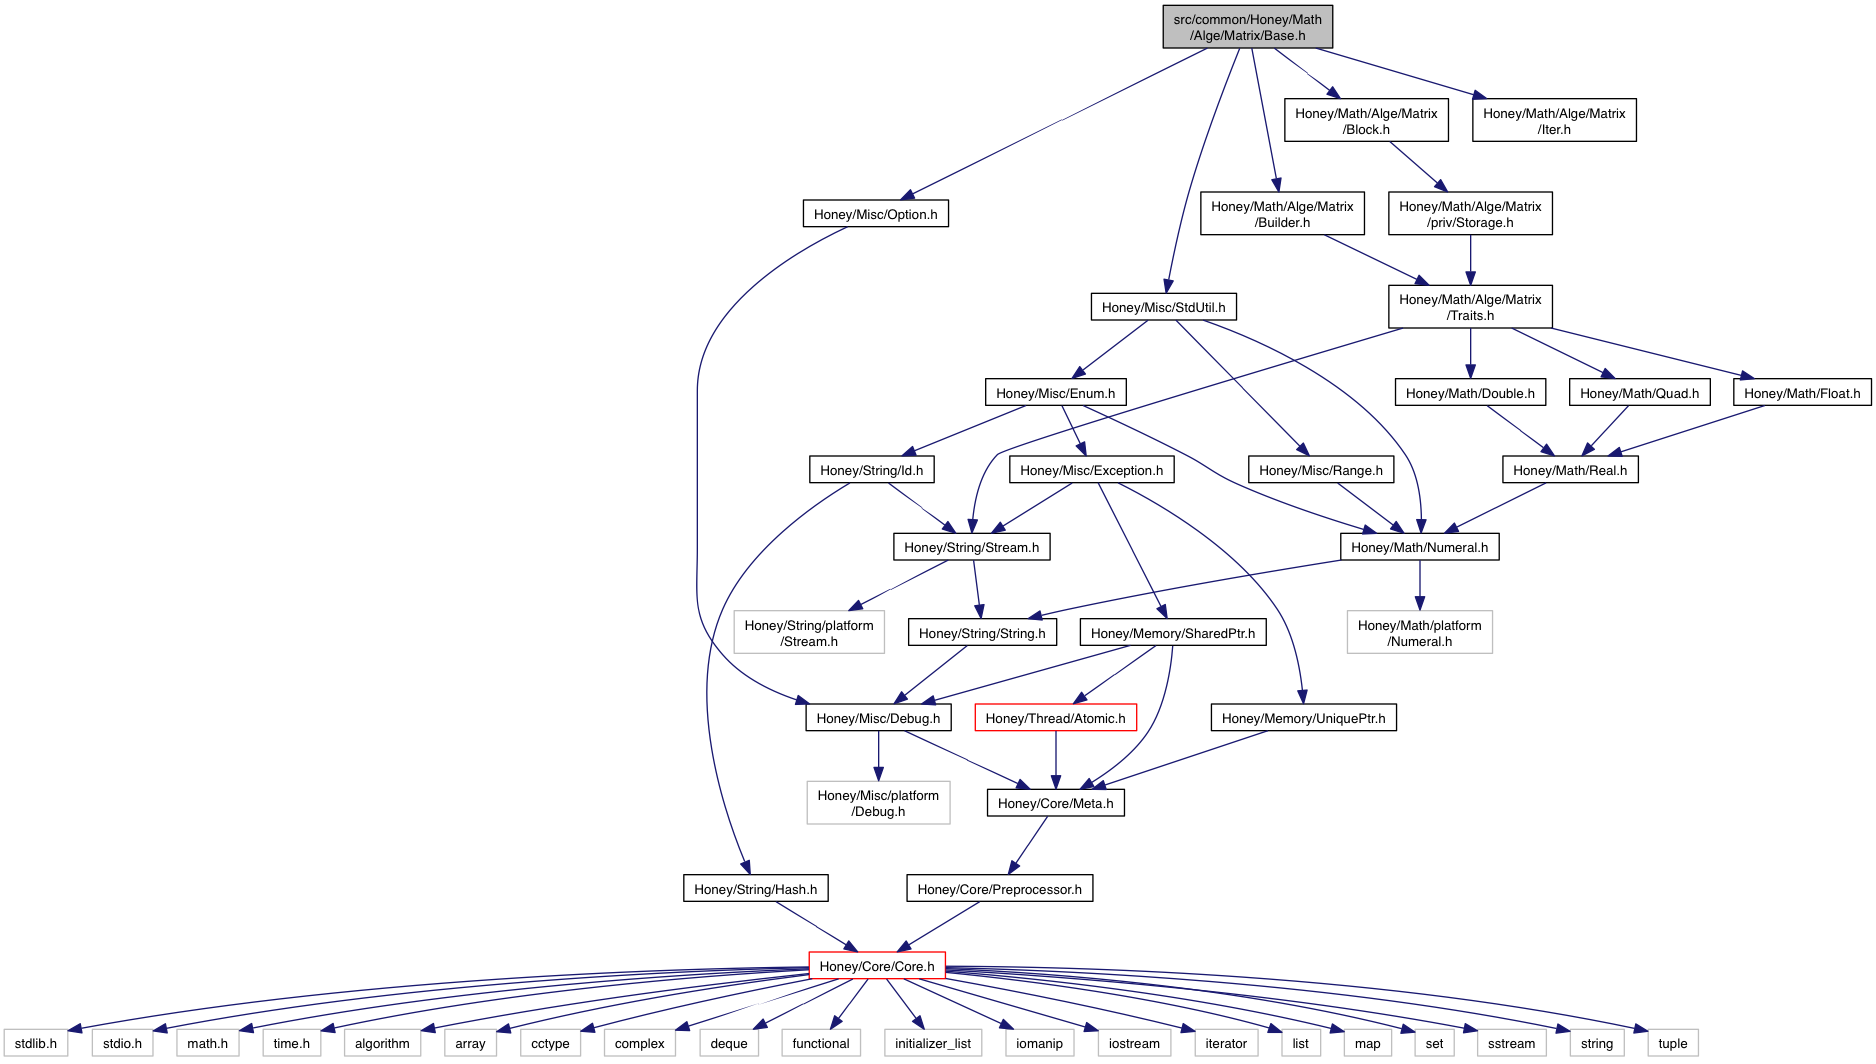 src/common/Honey/Math
/Alge/Matrix/Base.h
Honey/Math/Alge/Matrix
/Block.h
Honey/Math/Alge/Matrix
/Iter.h
Honey/Misc/Option.h
Honey/Math/Alge/Matrix
/Builder.h
Honey/Math/Alge/Matrix
/priv/Storage.h
Honey/Misc/StdUtil.h
Honey/Math/Alge/Matrix
/Traits.h
Honey/Misc/Enum.h
Honey/Math/Double.h
Honey/Math/Quad.h
Honey/Math/Float.h
Honey/String/Id.h
Honey/Misc/Exception.h
Honey/Misc/Range.h
Honey/Math/Real.h
Honey/String/Stream.h
Honey/Math/Numeral.h
Honey/String/platform
/Stream.h
Honey/String/String.h
Honey/Memory/SharedPtr.h
Honey/Math/platform
/Numeral.h
Honey/Misc/Debug.h
Honey/Thread/Atomic.h
Honey/Memory/UniquePtr.h
Honey/Misc/platform
/Debug.h
Honey/Core/Meta.h
Honey/String/Hash.h
Honey/Core/Preprocessor.h
Honey/Core/Core.h
stdlib.h
stdio.h
math.h
time.h
algorithm
array
cctype
complex
deque
functional
initializer_list
iomanip
iostream
iterator
list
map
set
sstream
string
tuple